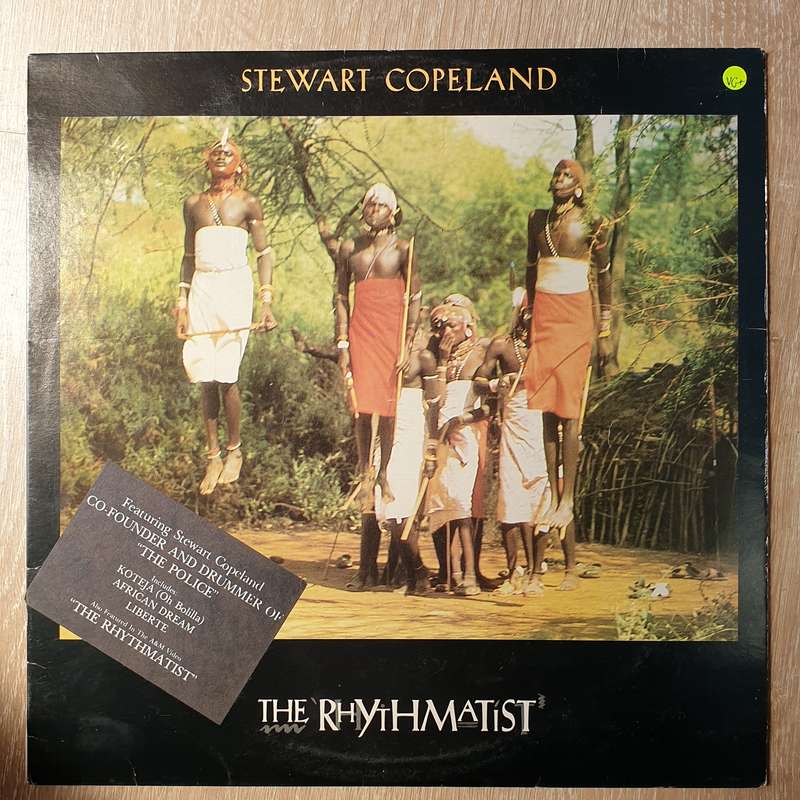 STEWART COPELAND
VG+
Featuring Stewart Copeland
CO-FOUNDER AND DRUMMER OF
"THE POLICE"
Includes:
KOTEJA (Oh Bolilla)
AFRICAN DREAM
LIBERTE
Also Featured In The A&M Video
"THE RHYTHMATIST"
THE RHYTHMATIST